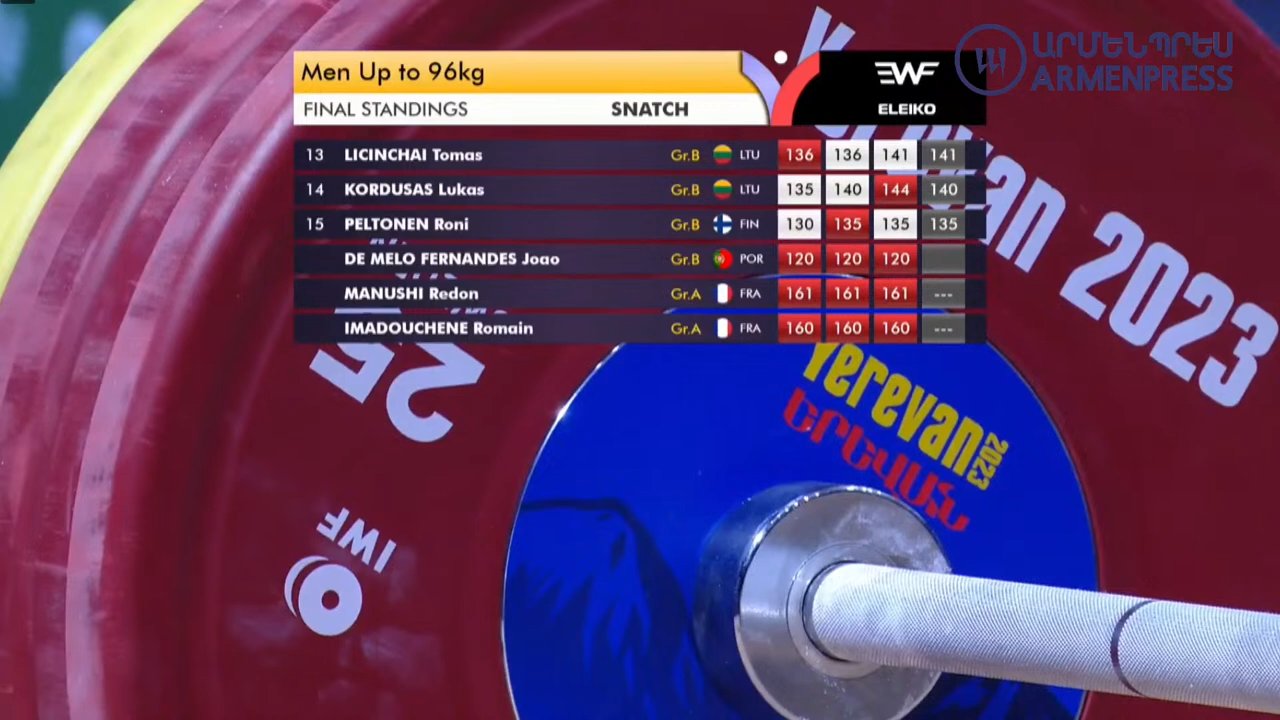 ԱՐՄԵՆՊՐԵՍ
ARMENPRESS
Men Up to 96kg
EWF
FINAL STANDINGS SNATCH
ELEIKO
13 LICINCHAI Tomas Gr.B LTU 136 136 141 141
14 KORDUSAS Lukas Gr.B LTU 135 140 144 140
15 PELTONEN Roni Gr.B FIN 130 135 135 135
DE MELO FERNANDES Joao Gr.B POR 120 120 120
MANUSHI Redon Gr.A FRA 161 161 161 ---
IMADOUCHENE Romain Gr.A FRA 160 160 160 ---
Yerevan 2023
25
Yerevan 2023
ԵՐԵՎԱՆ
IWF